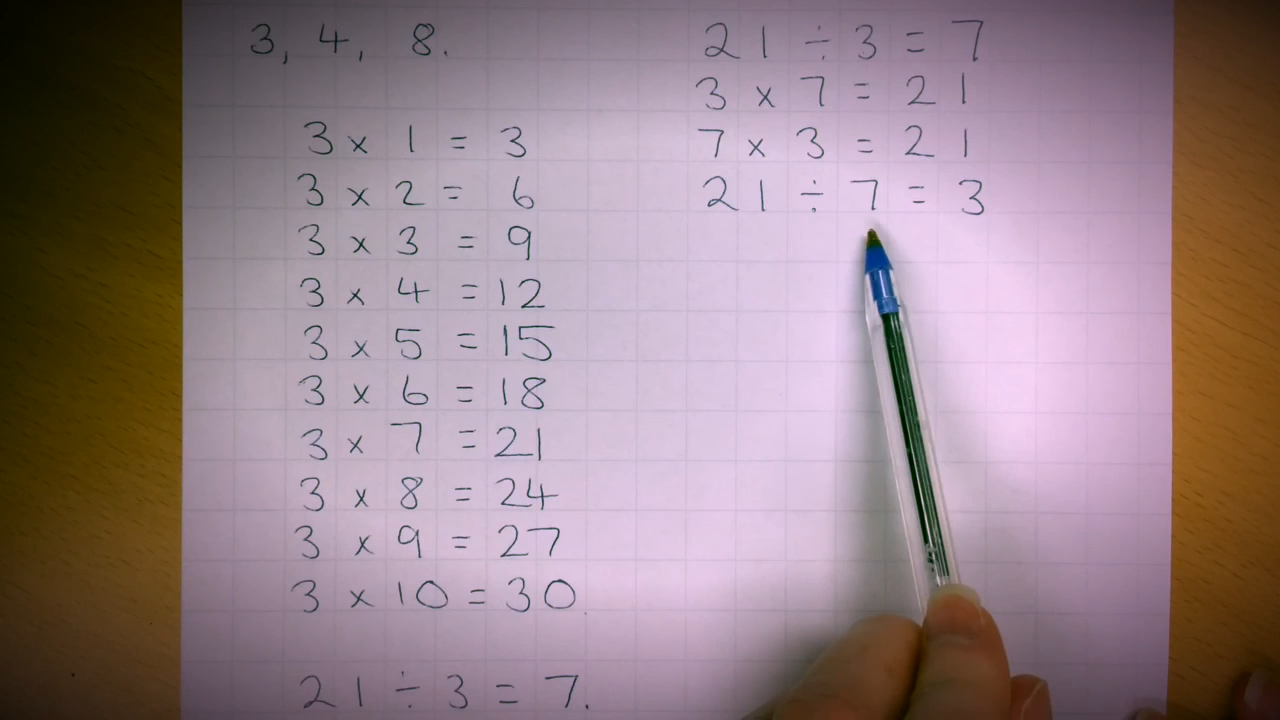 3, 4, 8.
3 × 1 = 3
3 × 2 = 6
3 × 3 = 9
3 × 4 = 12
3 × 5 = 15
3 × 6 = 18
3 × 7 = 21
3 × 8 = 24
3 × 9 = 27
3 × 10 = 30.
21 ÷ 3 = 7.
21 ÷ 3 = 7
3 × 7 = 21
7 × 3 = 21
21 ÷ 7 = 3